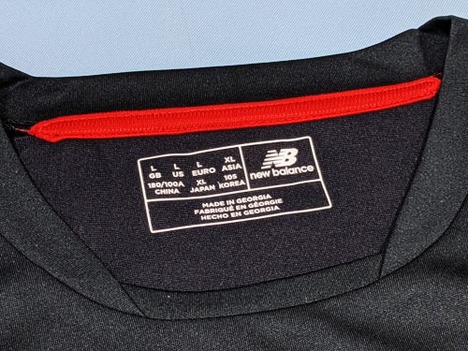 L L L XL
GB US EURO ASIA
180/100A XL 105
CHINA JAPAN KOREA
NB
new balance
MADE IN GEORGIA
FABRIQUÉ EN GÉORGIE
HECHO EN GEORGIA